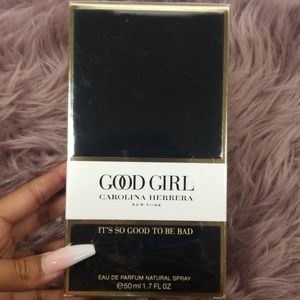 GOOD GIRL
CAROLINA HERRERA
NEW YORK
IT'S SO GOOD TO BE BAD
EAU DE PARFUM NATURAL SPRAY
℮50ml 1.7 FL OZ